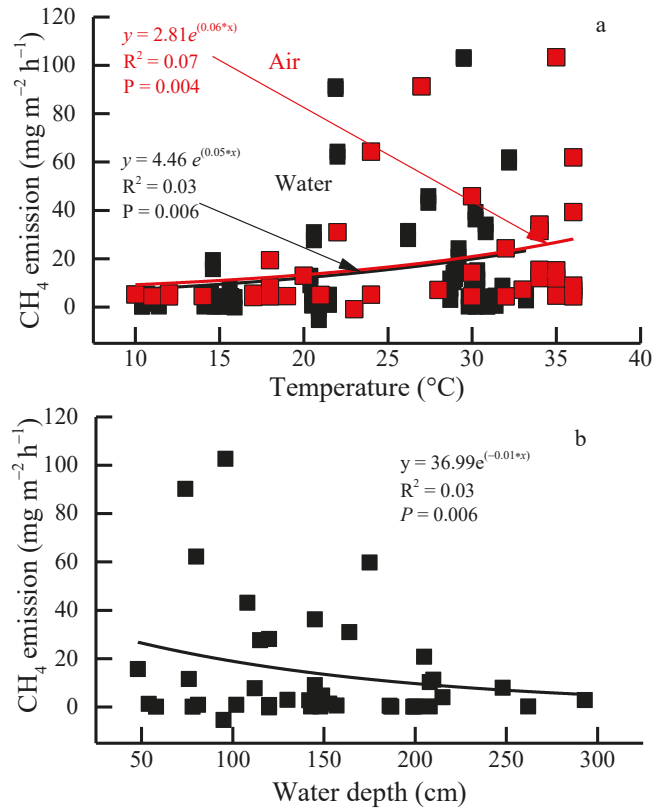 a
y = 2.81e^(0.06*x)
R² = 0.07
P = 0.004
Air
y = 4.46 e^(0.05*x)
R² = 0.03
P = 0.006
Water
CH₄ emission (mg m⁻² h⁻¹)
120
100
80
60
40
20
0
10 15 20 25 30 35 40
Temperature (°C)
b
y = 36.99e^(−0.01*x)
R² = 0.03
P = 0.006
CH₄ emission (mg m⁻² h⁻¹)
120
100
80
60
40
20
0
50 100 150 200 250 300
Water depth (cm)